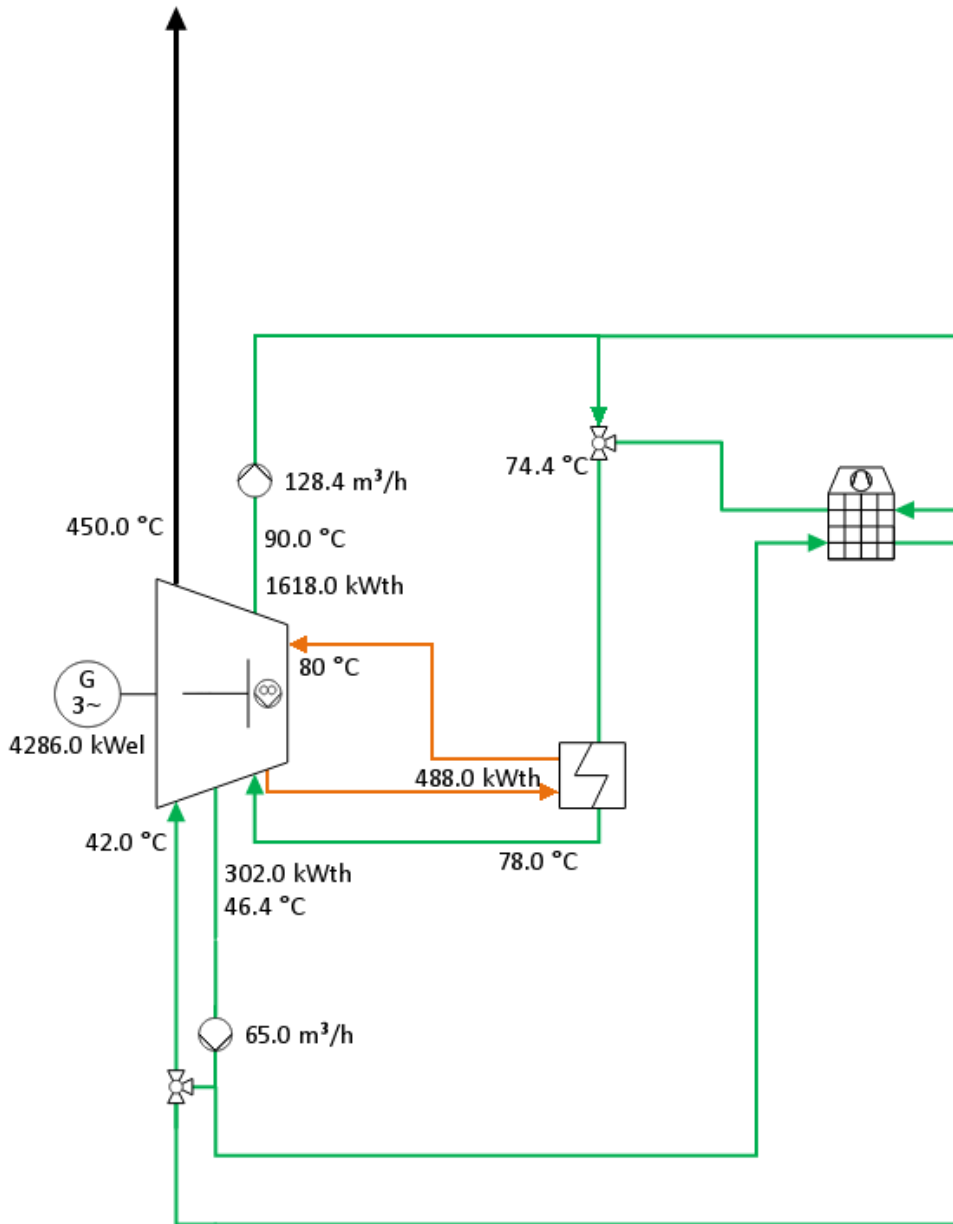 128.4 m³/h
74.4 °C
450.0 °C
90.0 °C
1618.0 kWth
80 °C
G
3~
4286.0 kWel
488.0 kWth
42.0 °C
78.0 °C
302.0 kWth
46.4 °C
65.0 m³/h